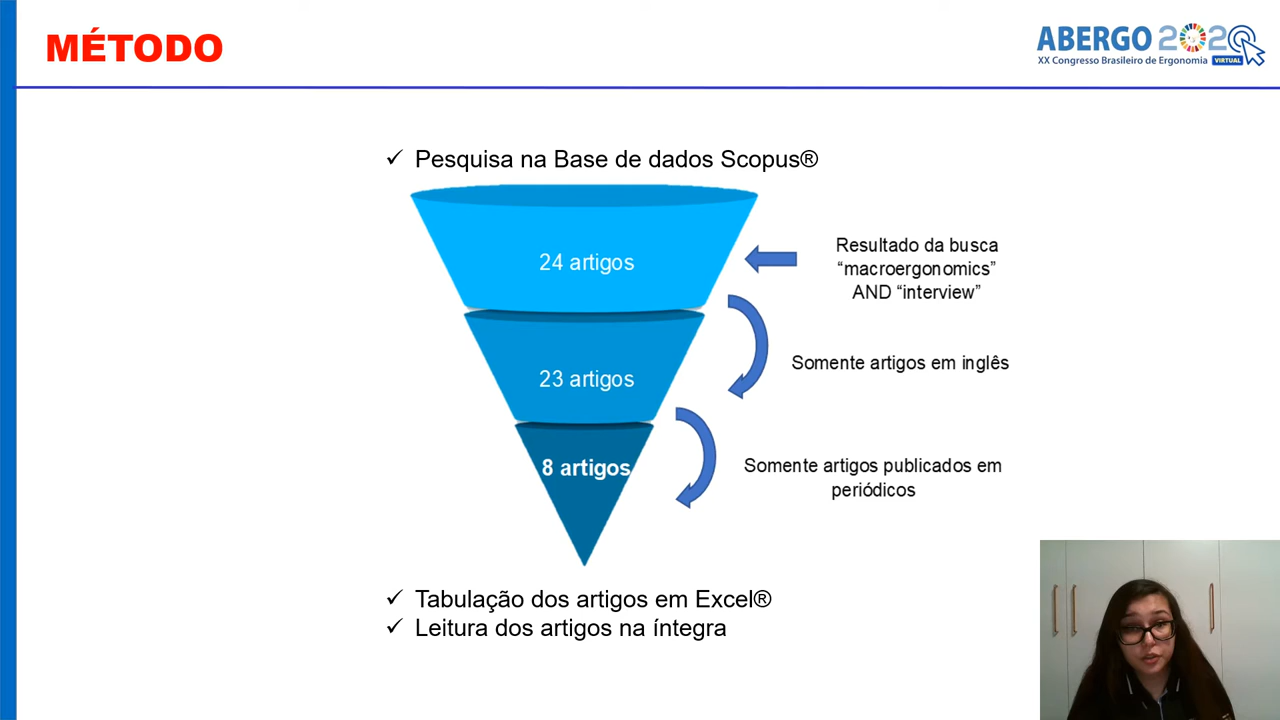 MÉTODO
ABERGO 2020
XX Congresso Brasileiro de Ergonomia VIRTUAL
✓ Pesquisa na Base de dados Scopus®
24 artigos
Resultado da busca
“macroergonomics”
AND “interview”
23 artigos
Somente artigos em inglês
8 artigos
Somente artigos publicados em
periódicos
✓ Tabulação dos artigos em Excel®
✓ Leitura dos artigos na íntegra